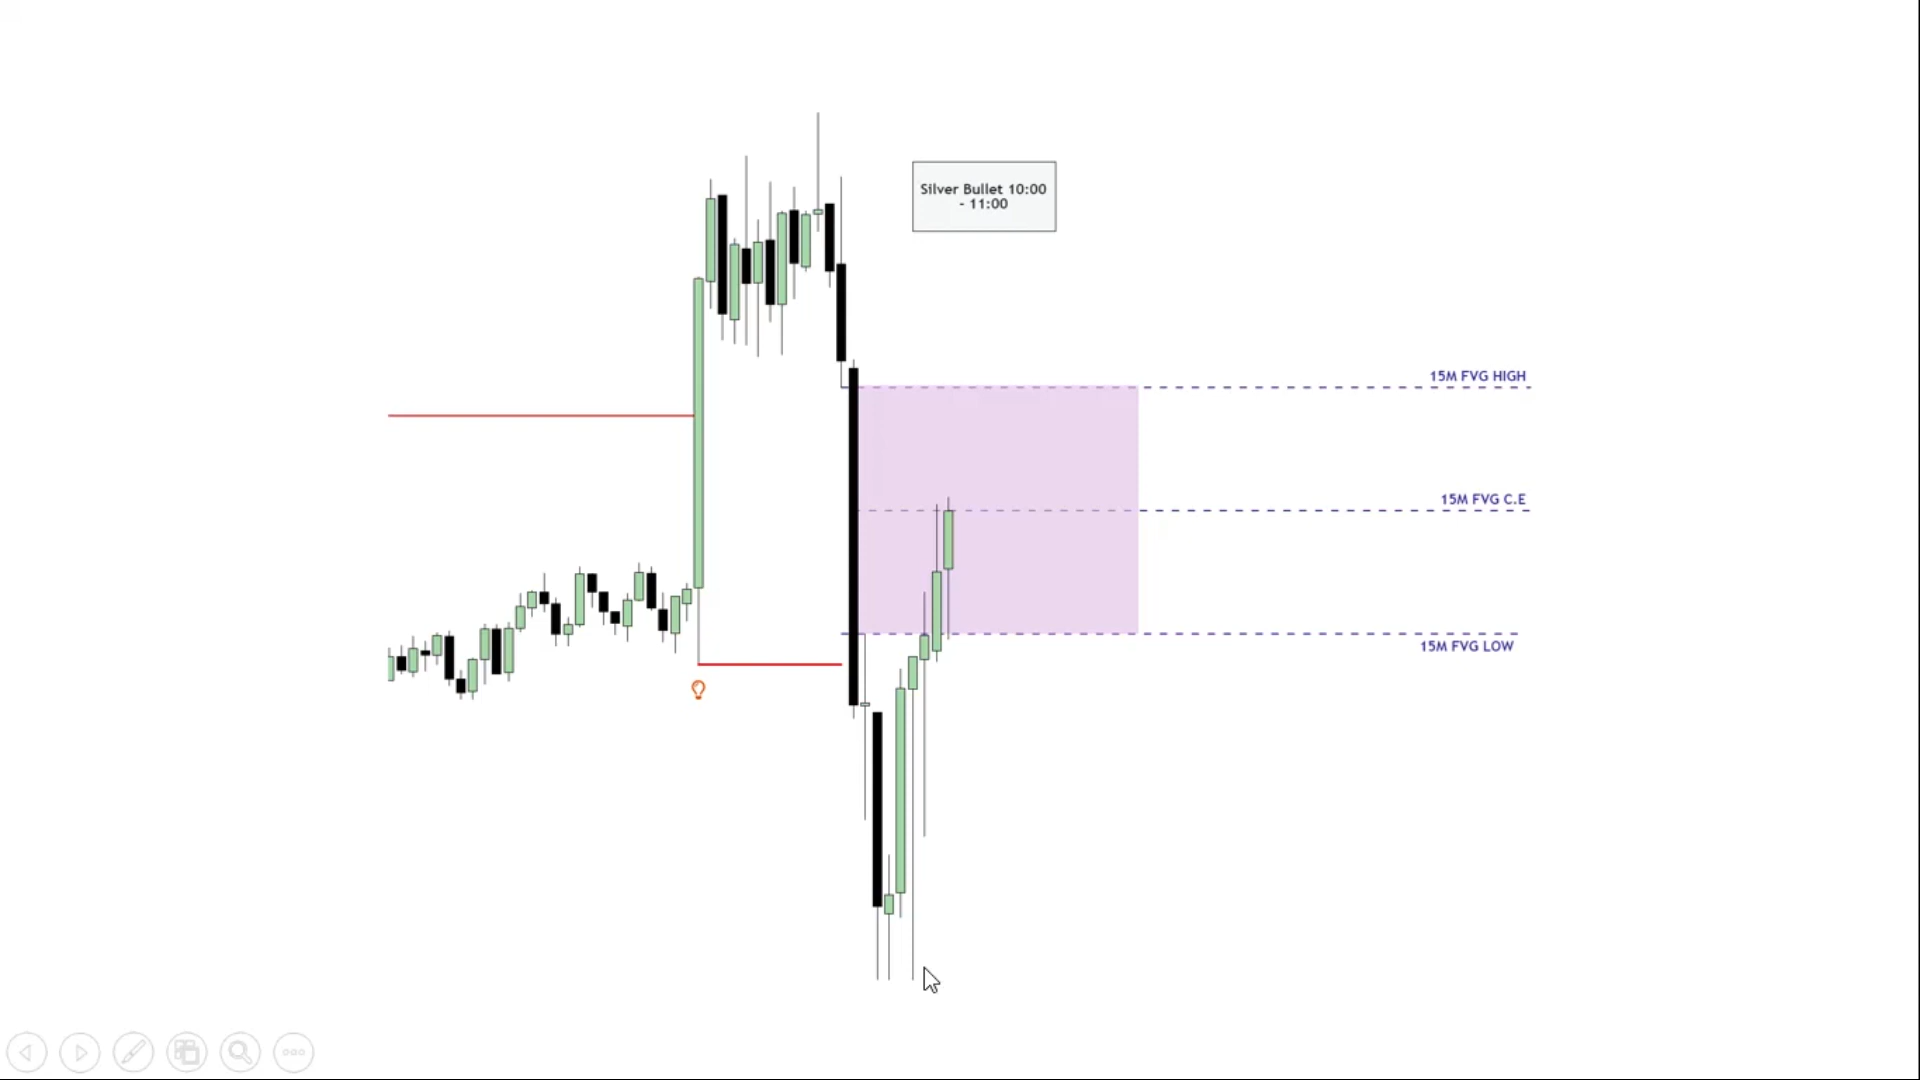 Silver Bullet 10:00
- 11:00
15M FVG HIGH
15M FVG C.E
15M FVG LOW